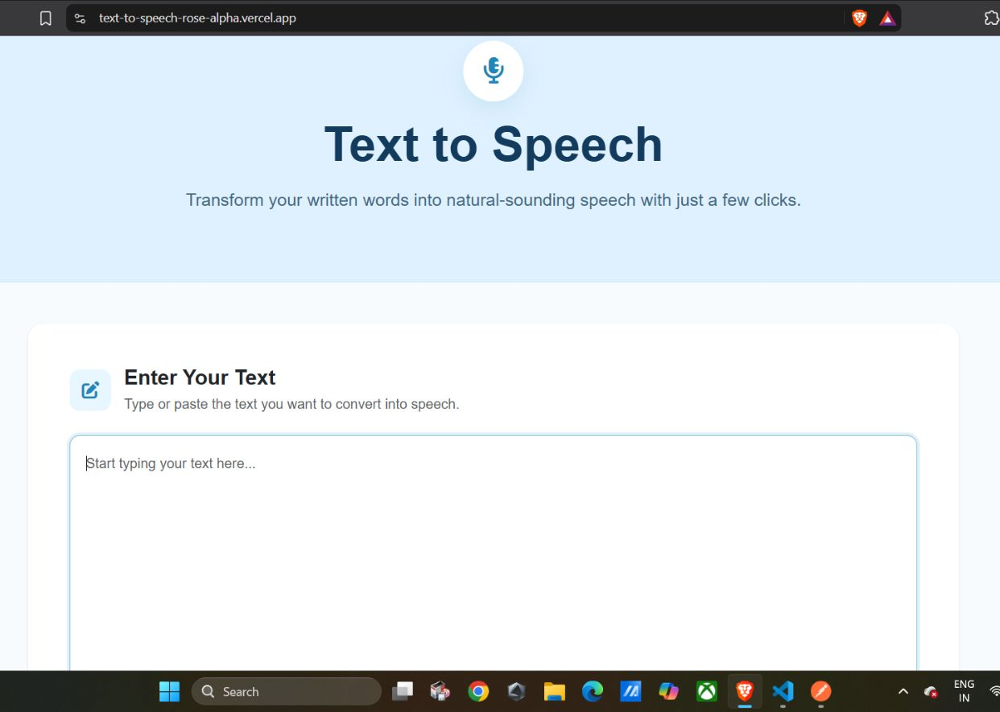 text-to-speech-rose-alpha.vercel.app
Text to Speech
Transform your written words into natural-sounding speech with just a few clicks.
Enter Your Text
Type or paste the text you want to convert into speech.
Start typing your text here...
Search
ENG
IN